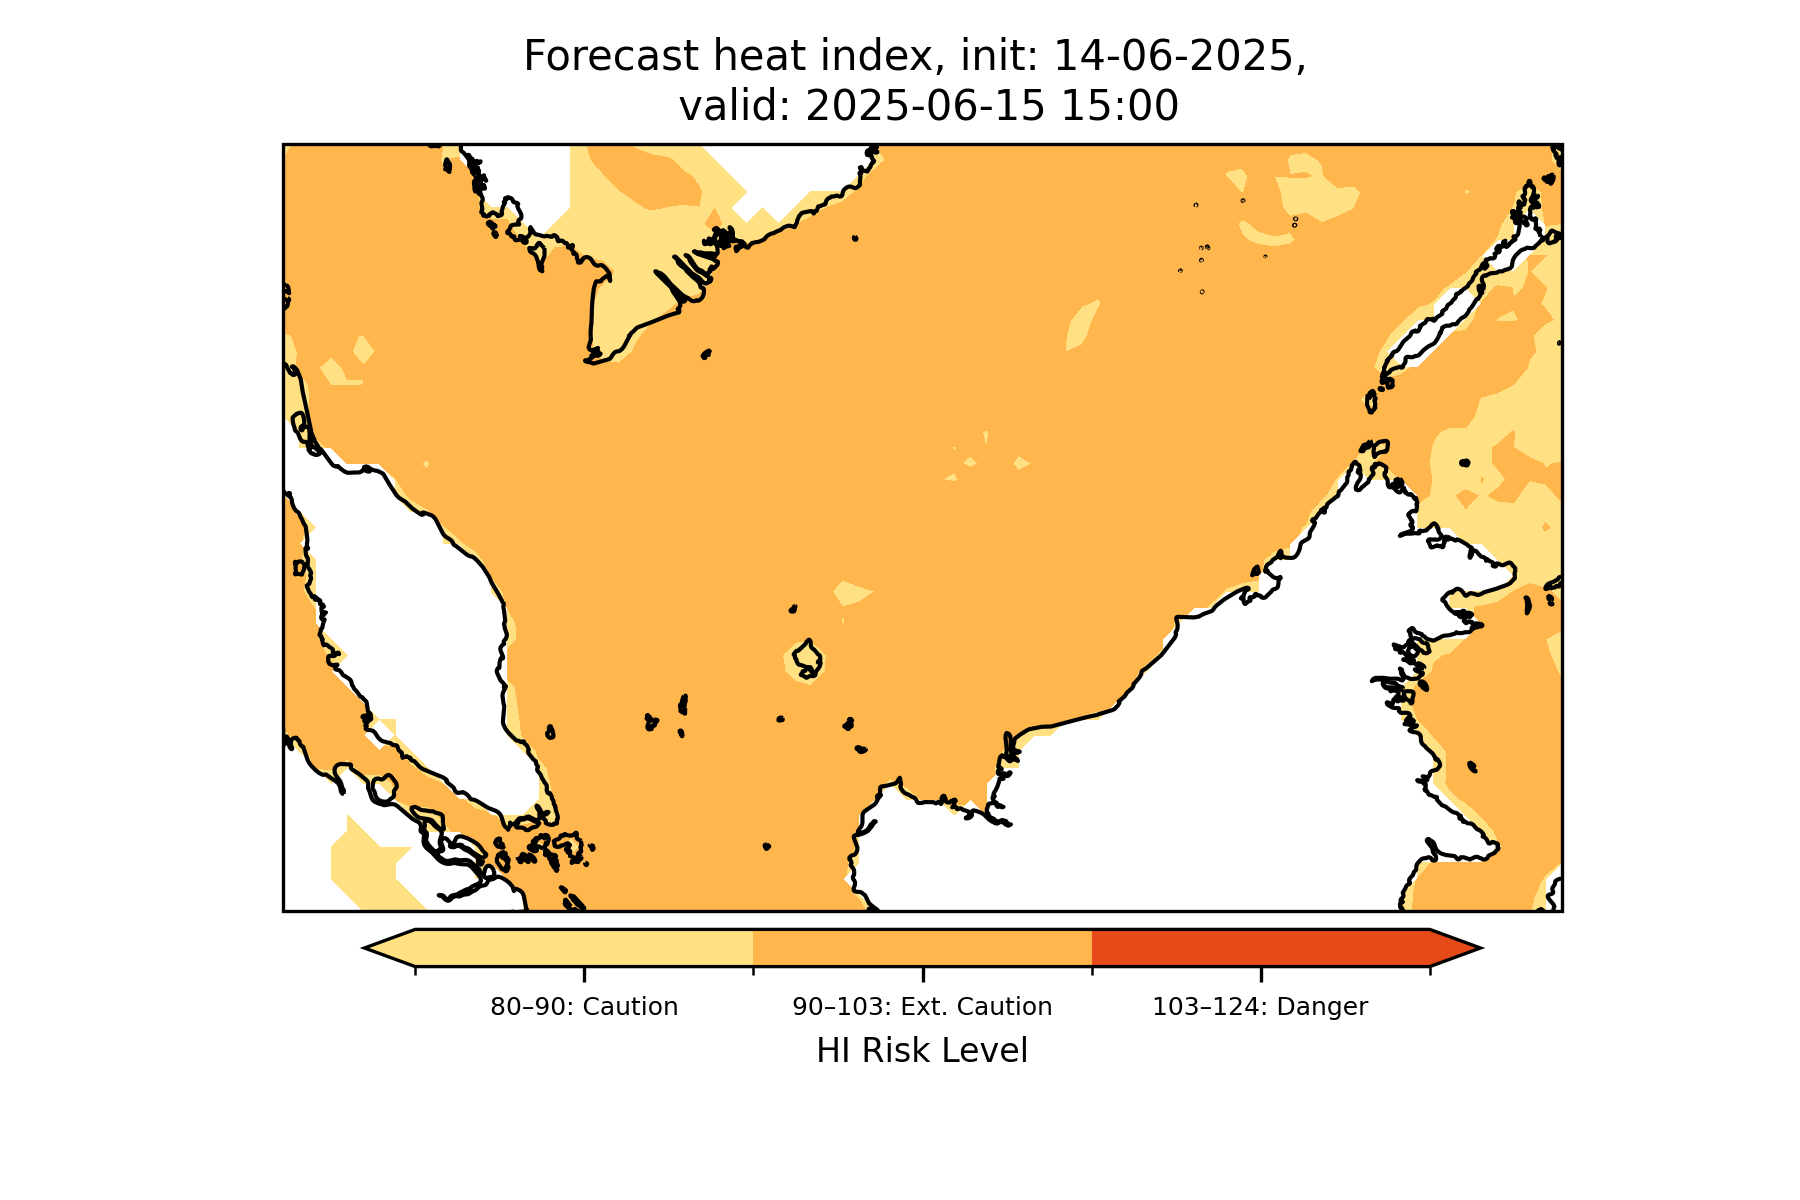 Forecast heat index, init: 14-06-2025,
valid: 2025-06-15 15:00
80–90: Caution
90–103: Ext. Caution
103–124: Danger
HI Risk Level